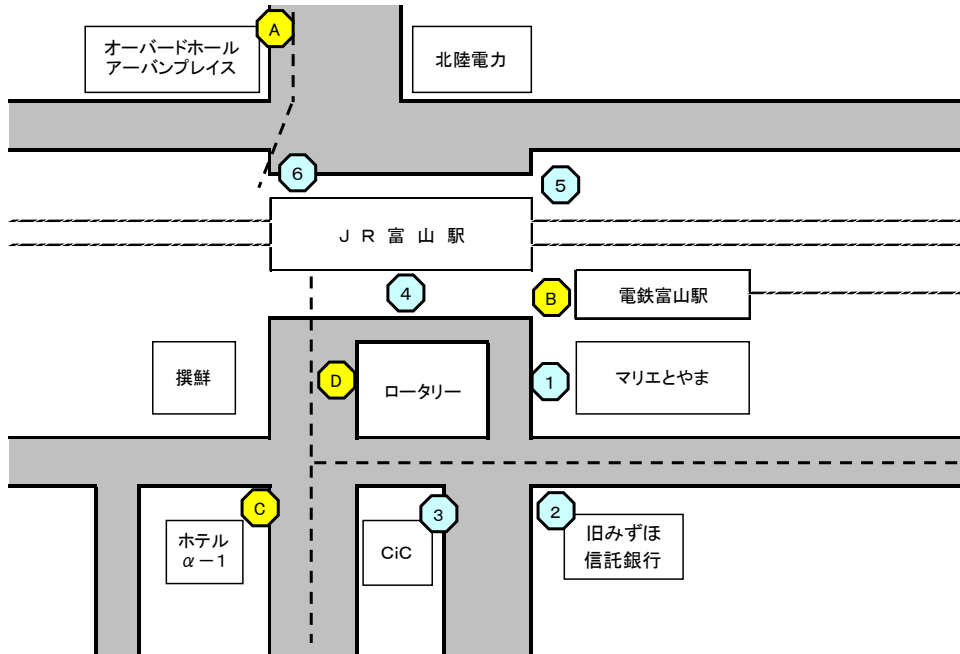 A
オーバードホール
アーバンプレイス
北陸電力
6
5
JR富山駅
4
B
電鉄富山駅
撰鮮
D
ロータリー
1
マリエとやま
C
ホテル
α－1
CiC
3
2
旧みずほ
信託銀行